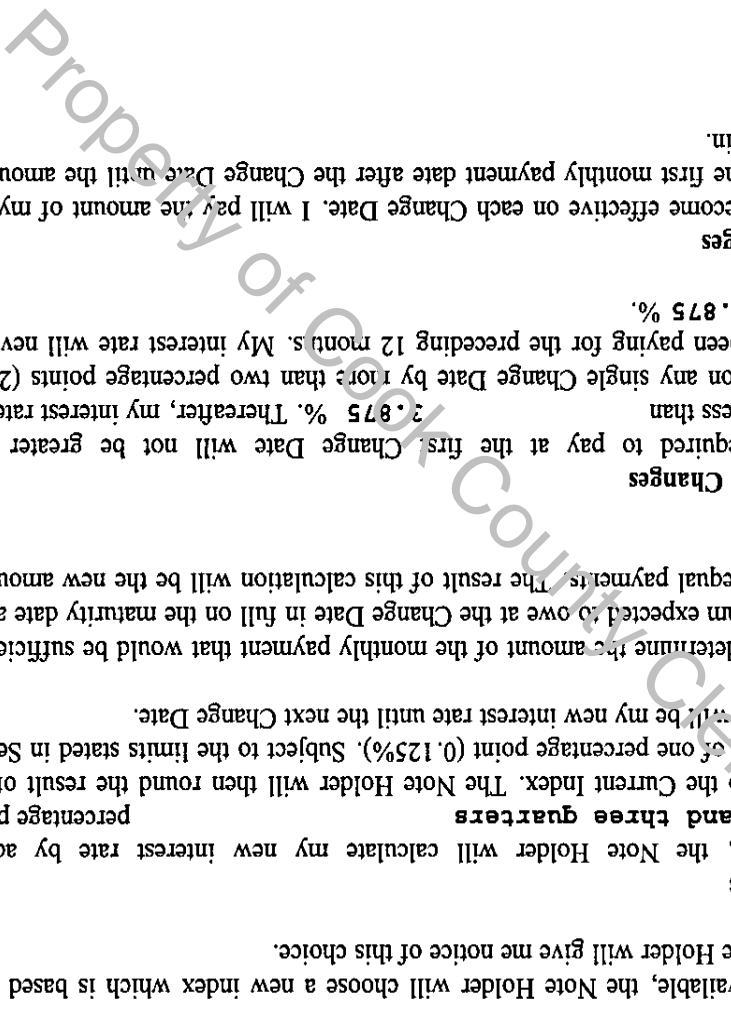 vailable, the Note Holder will choose a new index which is based
e Holder will give me notice of this choice.
the Note Holder will calculate my new interest rate by ad
and three quarters percentage p
the Current Index. The Note Holder will then round the result of
of one percentage point (0.125%). Subject to the limits stated in Se
will be my new interest rate until the next Change Date.
determine the amount of the monthly payment that would be sufficie
am expected to owe at the Change Date in full on the maturity date a
equal payments. The result of this calculation will be the new amou
Changes
equired to pay at the first Change Date will not be greater
ess than 3.875 %. Thereafter, my interest rate
on any single Change Date by more than two percentage points (2
een paying for the preceding 12 months. My interest rate will nev
.875 %.
ges
ecome effective on each Change Date. I will pay the amount of my
he first monthly payment date after the Change Date until the amou
in.
Property of Cook County Cler